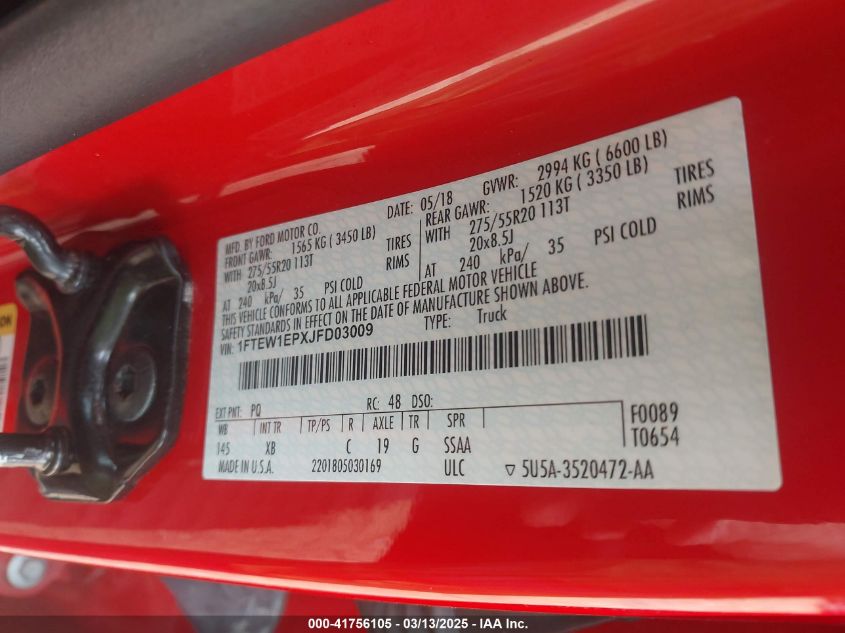 MFD. BY FORD MOTOR CO.
DATE: 05/18 GVWR: 2994 KG ( 6600 LB)
FRONT GAWR: 1565 KG ( 3450 LB)
REAR GAWR: 1520 KG ( 3350 LB)
WITH 275/55R20 113T TIRES
WITH 275/55R20 113T TIRES
20x8.5J RIMS
20x8.5J RIMS
AT 240 kPa/ 35 PSI COLD
AT 240 kPa/ 35 PSI COLD
THIS VEHICLE CONFORMS TO ALL APPLICABLE FEDERAL MOTOR VEHICLE
SAFETY STANDARDS IN EFFECT ON THE DATE OF MANUFACTURE SHOWN ABOVE.
VIN: 1FTEW1EPXJFD03009 TYPE: Truck
EXT PNT: PQ RC: 48 DSO:
WB INT TR TP/PS R AXLE TR SPR F0089
145 XB C 19 G SSAA T0654
MADE IN U.S.A. 2201805030169 ULC ▽ 5U5A-3520472-AA
OK
000-41756105 - 03/13/2025 - IAA Inc.